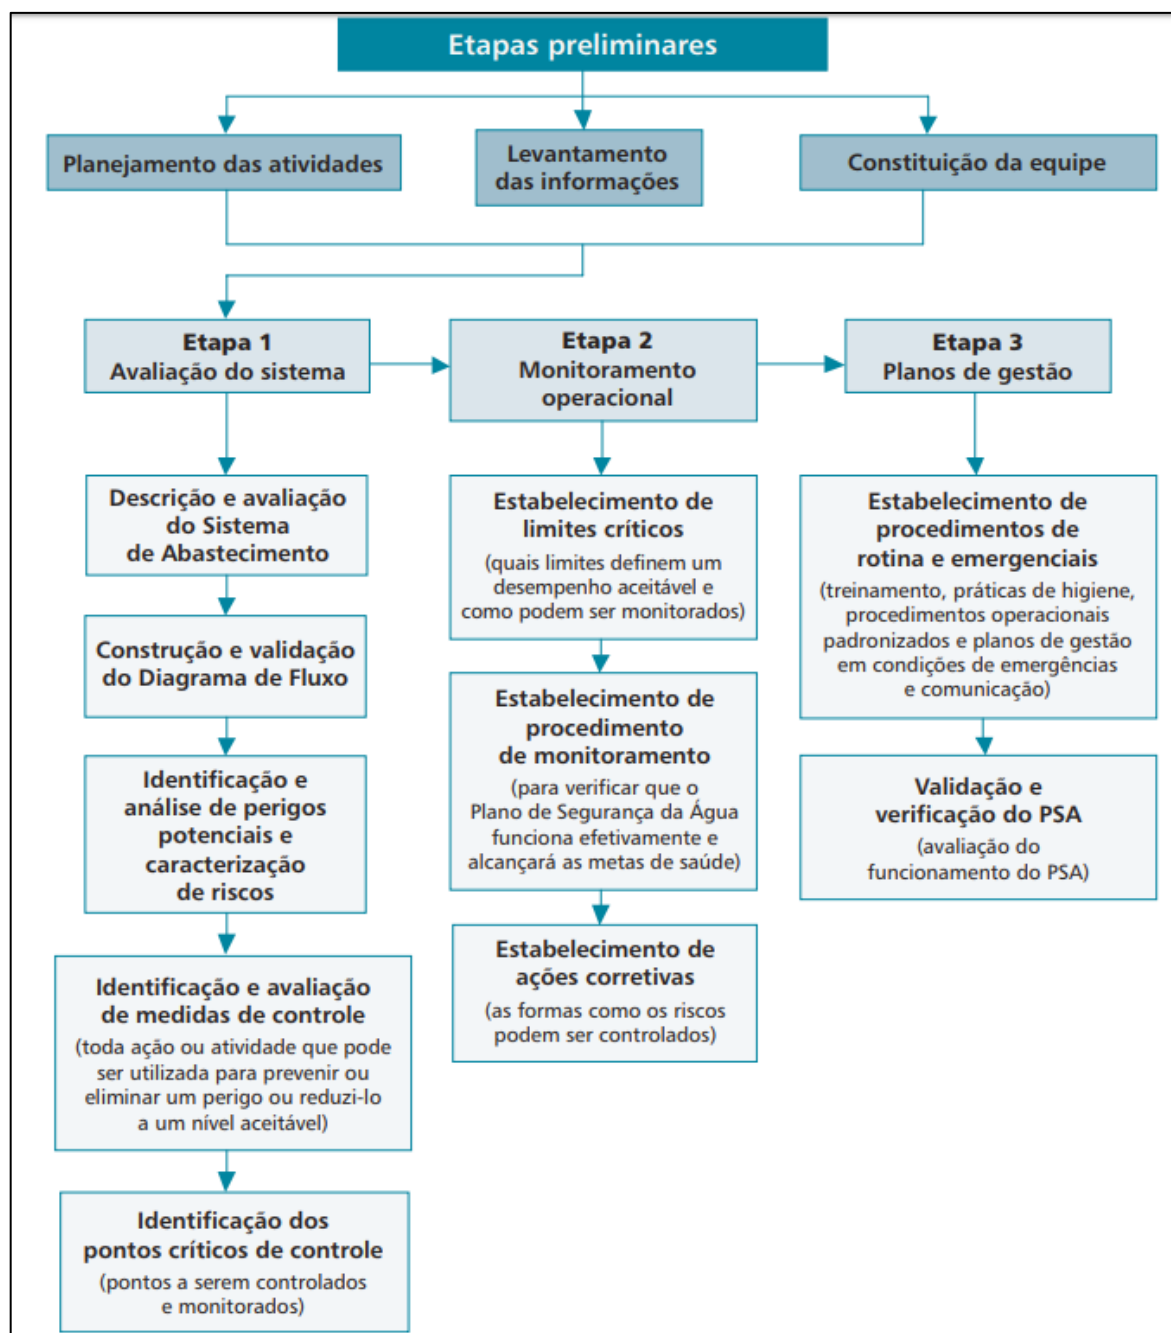 Etapas preliminares
Planejamento das atividades
Levantamento
das informações
Constituição da equipe
Etapa 1
Avaliação do sistema
Etapa 2
Monitoramento
operacional
Etapa 3
Planos de gestão
Descrição e avaliação
do Sistema
de Abastecimento
Construção e validação
do Diagrama de Fluxo
Identificação e
análise de perigos
potenciais e
caracterização
de riscos
Identificação e avaliação
de medidas de controle
(toda ação ou atividade que pode
ser utilizada para prevenir ou
eliminar um perigo ou reduzi-lo
a um nível aceitável)
Identificação dos
pontos críticos de controle
(pontos a serem controlados
e monitorados)
Estabelecimento de
limites críticos
(quais limites definem um
desempenho aceitável e
como podem ser monitorados)
Estabelecimento de
procedimento
de monitoramento
(para verificar que o
Plano de Segurança da Água
funciona efetivamente e
alcançará as metas de saúde)
Estabelecimento de
ações corretivas
(as formas como os riscos
podem ser controlados)
Estabelecimento de
procedimentos de
rotina e emergenciais
(treinamento, práticas de higiene,
procedimentos operacionais
padronizados e planos de gestão
em condições de emergências
e comunicação)
Validação e
verificação do PSA
(avaliação do
funcionamento do PSA)